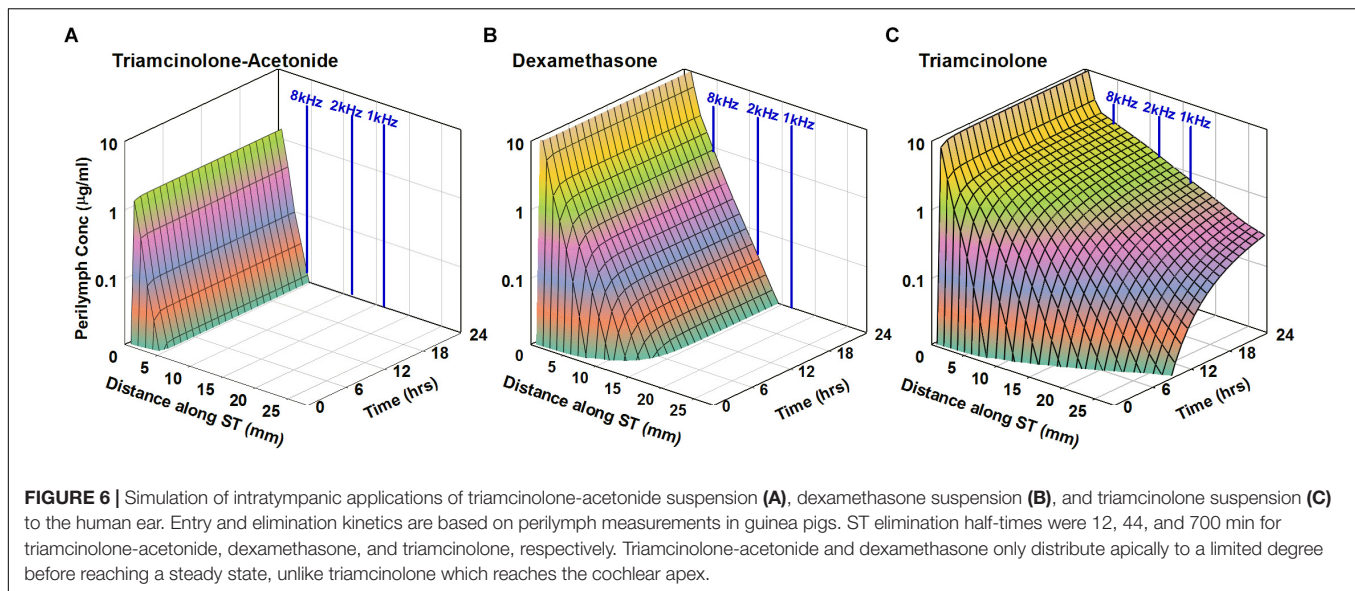 A
Triamcinolone-Acetonide
8kHz 2kHz 1kHz
10
1
0.1
0
Perilymph Conc (µg/ml)
5
10
15
20
25
Distance along ST (mm)
0
6
12
18
24
Time (hrs)
B
Dexamethasone
8kHz 2kHz 1kHz
10
1
0.1
0
5
10
15
20
25
Distance along ST (mm)
0
6
12
18
24
Time (hrs)
C
Triamcinolone
8kHz 2kHz 1kHz
10
1
0.1
0
5
10
15
20
25
Distance along ST (mm)
0
6
12
18
24
Time (hrs)
FIGURE 6 | Simulation of intratympanic applications of triamcinolone-acetonide suspension (A), dexamethasone suspension (B), and triamcinolone suspension (C)
to the human ear. Entry and elimination kinetics are based on perilymph measurements in guinea pigs. ST elimination half-times were 12, 44, and 700 min for
triamcinolone-acetonide, dexamethasone, and triamcinolone, respectively. Triamcinolone-acetonide and dexamethasone only distribute apically to a limited degree
before reaching a steady state, unlike triamcinolone which reaches the cochlear apex.